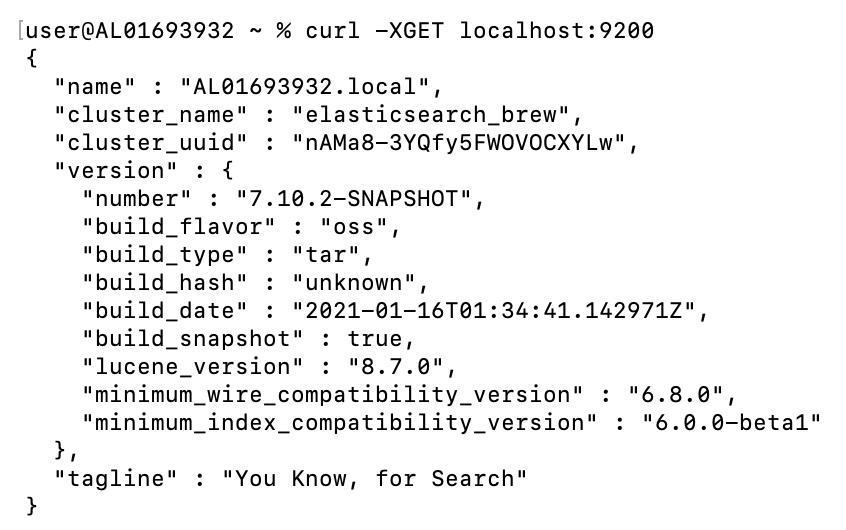 [user@AL01693932 ~ % curl -XGET localhost:9200
{
  "name" : "AL01693932.local",
  "cluster_name" : "elasticsearch_brew",
  "cluster_uuid" : "nAMa8-3YQfy5FWOVOCXYLw",
  "version" : {
    "number" : "7.10.2-SNAPSHOT",
    "build_flavor" : "oss",
    "build_type" : "tar",
    "build_hash" : "unknown",
    "build_date" : "2021-01-16T01:34:41.142971Z",
    "build_snapshot" : true,
    "lucene_version" : "8.7.0",
    "minimum_wire_compatibility_version" : "6.8.0",
    "minimum_index_compatibility_version" : "6.0.0-beta1"
  },
  "tagline" : "You Know, for Search"
}